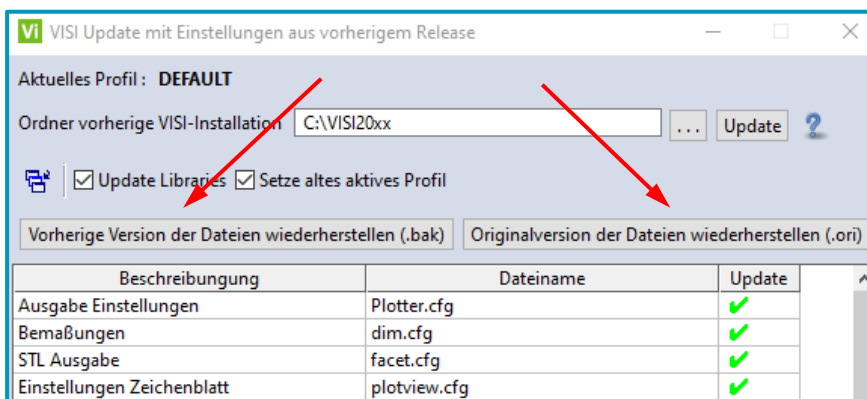 Vi VISI Update mit Einstellungen aus vorherigem Release
Aktuelles Profil : DEFAULT
Ordner vorherige VISI-Installation C:\VISI20xx ... Update ?
Update Libraries Setze altes aktives Profil
Vorherige Version der Dateien wiederherstellen (.bak) Originalversion der Dateien wiederherstellen (.ori)
Beschreibungung Dateiname Update
Ausgabe Einstellungen Plotter.cfg
Bemaßungen dim.cfg
STL Ausgabe facet.cfg
Einstellungen Zeichenblatt plotview.cfg